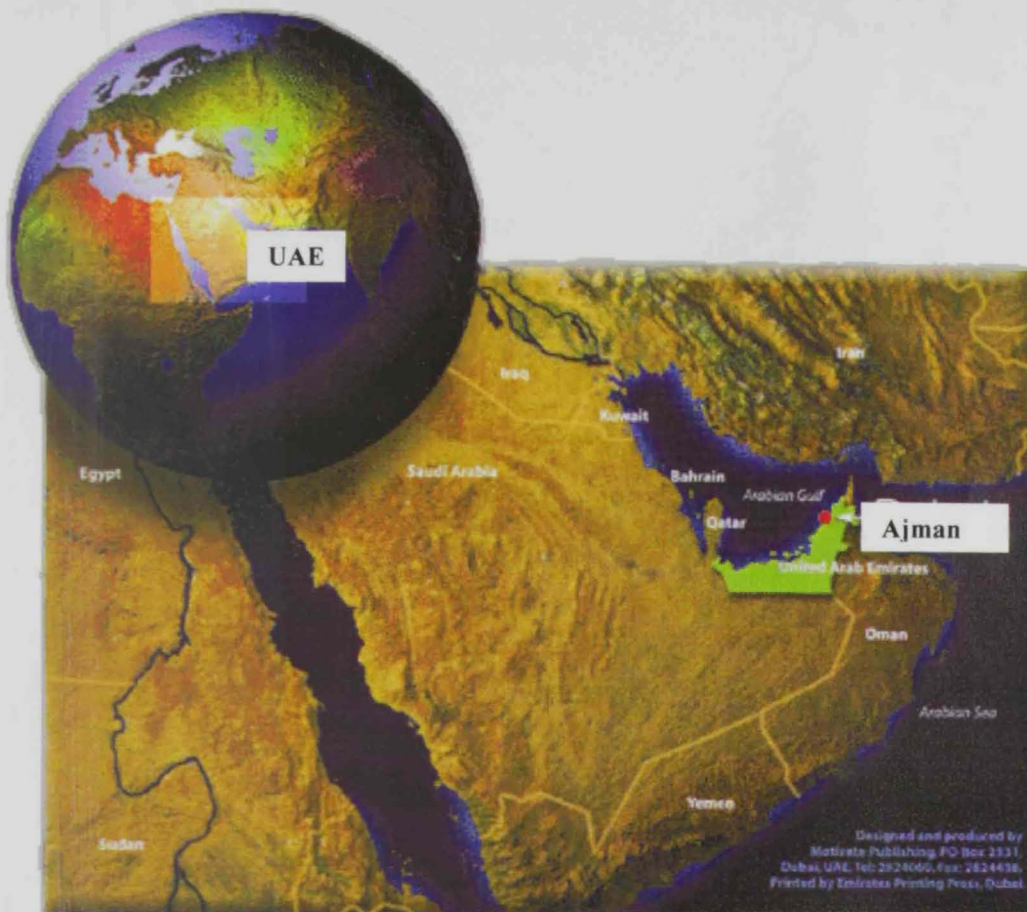 UAE
Iran
Iraq
Kuwait
Egypt
Saudi Arabia
Bahrain
Arabian Gulf
Qatar
Ajman
United Arab Emirates
Oman
Arabian Sea
Yemen
Sudan
Designed and produced by
Motivate Publishing, PO Box 2331,
Dubai, UAE, Tel: 2824060, Fax: 2824436,
Printed by Emirates Printing Press, Dubai